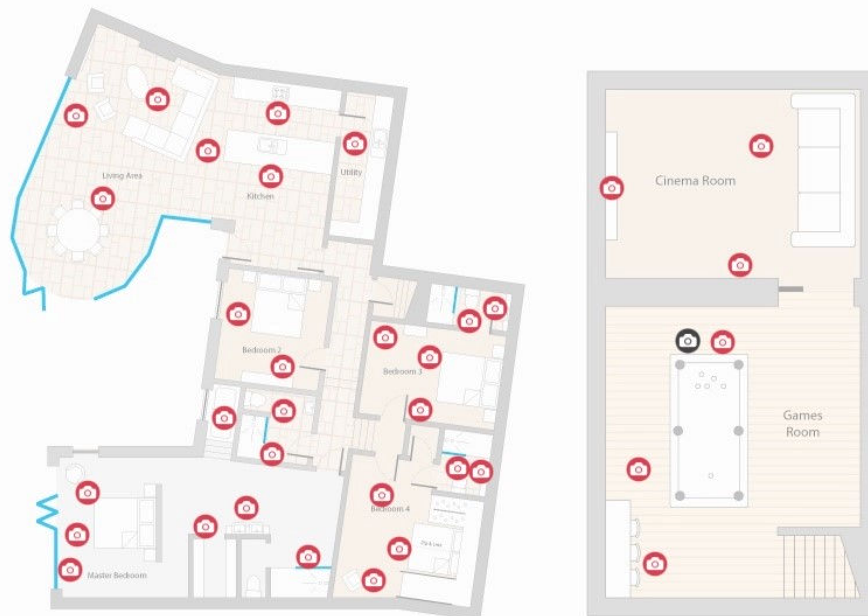 Living Area
Kitchen
Utility
Bedroom 2
Bedroom 3
Bedroom 4
Master Bedroom
Cinema Room
Games
Room